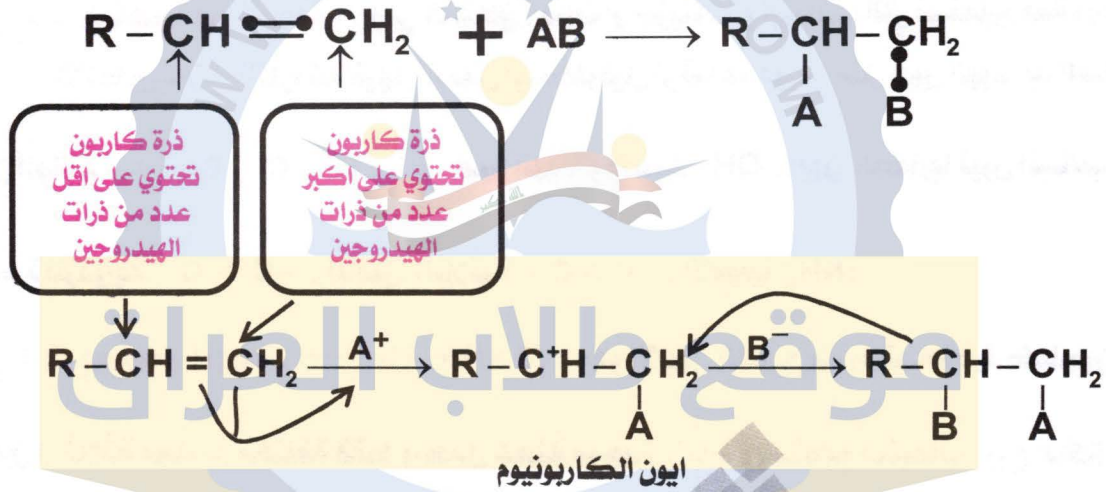 R – CH = CH₂ + AB ⟶ R – CH – CH₂
A B
ذرة كاربون
تحتوي على اقل
عدد من ذرات
الهيدروجين
ذرة كاربون
تحتوي على اكبر
عدد من ذرات
الهيدروجين
R – CH = CH₂ A⁺ ⟶ R – C⁺H – CH₂ B⁻ ⟶ R – CH – CH₂
A B A
ايون الكاربونيوم
موقع طلاب العراق